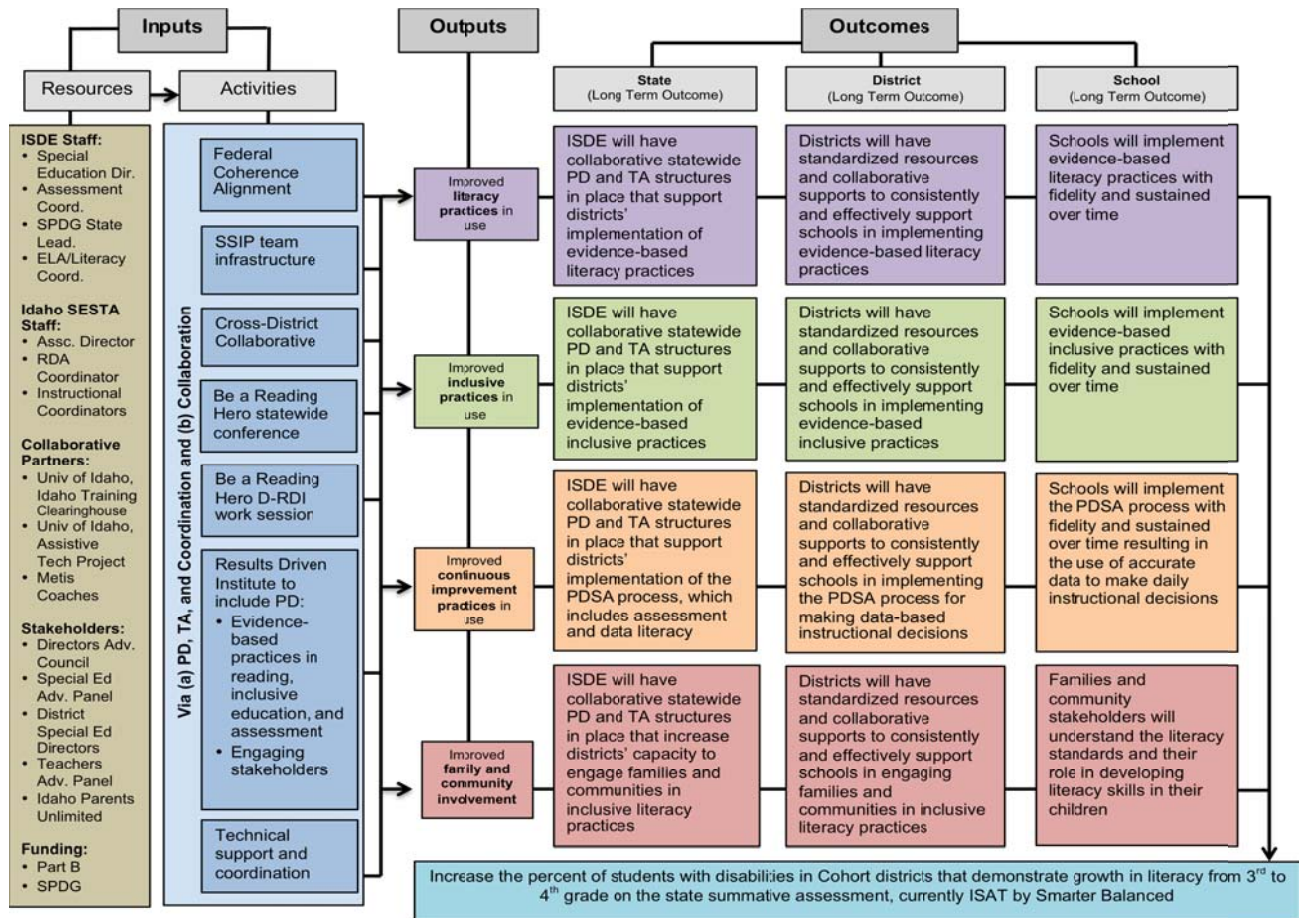 Inputs
Outputs
Outcomes
Resources
Activities
State
(Long Term Outcome)
District
(Long Term Outcome)
School
(Long Term Outcome)
ISDE Staff:
• Special
Education Dir.
• Assessment
Coord.
• SPDG State
Lead.
• ELA/Literacy
Coord.
Idaho SESTA
Staff:
• Assc. Director
• RDA
Coordinator
• Instructional
Coordinators
Collaborative
Partners:
• Univ of Idaho,
Idaho Training
Clearinghouse
• Univ of Idaho,
Assistive
Tech Project
• Metis
Coaches
Stakeholders:
• Directors Adv.
Council
• Special Ed
Adv. Panel
• District
Special Ed
Directors
• Teachers
Adv. Panel
• Idaho Parents
Unlimited
Funding:
• Part B
• SPDG
Via (a) PD, TA, and Coordination and (b) Collaboration
Federal
Coherence
Alignment
SSIP team
infrastructure
Cross-District
Collaborative
Be a Reading
Hero statewide
conference
Be a Reading
Hero D-RDI
work session
Results Driven
Institute to
include PD:
• Evidence-
based
practices in
reading,
inclusive
education, and
assessment
• Engaging
stakeholders
Technical
support and
coordination
Improved
literacy
practices in
use
ISDE will have
collaborative statewide
PD and TA structures
in place that support
districts'
implementation of
evidence-based
literacy practices
Districts will have
standardized resources
and collaborative
supports to consistently
and effectively support
schools in implementing
evidence-based literacy
practices
Schools will implement
evidence-based
literacy practices with
fidelity and sustained
over time
Improved
inclusive
practices in
use
ISDE will have
collaborative statewide
PD and TA structures
in place that support
districts'
implementation of
evidence-based
inclusive practices
Districts will have
standardized resources
and collaborative
supports to consistently
and effectively support
schools in implementing
evidence-based
inclusive practices
Schools will implement
evidence-based
inclusive practices with
fidelity and sustained
over time
Improved
continuous
improvement
practices in
use
ISDE will have
collaborative statewide
PD and TA structures
in place that support
districts'
implementation of the
PDSA process, which
includes assessment
and data literacy
Districts will have
standardized resources
and collaborative
supports to consistently
and effectively support
schools in implementing
the PDSA process for
making data-based
instructional decisions
Schools will implement
the PDSA process with
fidelity and sustained
over time resulting in
the use of accurate
data to make daily
instructional decisions
Improved
family and
community
involvement
ISDE will have
collaborative statewide
PD and TA structures
in place that increase
districts' capacity to
engage families and
communities in
inclusive literacy
practices
Districts will have
standardized resources
and collaborative
supports to consistently
and effectively support
schools in engaging
families and
communities in inclusive
literacy practices
Families and
community
stakeholders will
understand the literacy
standards and their
role in developing
literacy skills in their
children
Increase the percent of students with disabilities in Cohort districts that demonstrate growth in literacy from 3rd to
4th grade on the state summative assessment, currently ISAT by Smarter Balanced